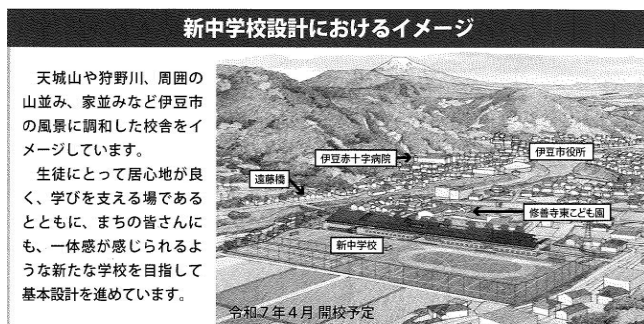 新中学校設計におけるイメージ
天城山や狩野川、周囲の
山並み、家並みなど伊豆市
の風景に調和した校舎をイ
メージしています。
生徒にとって居心地が良
く、学びを支える場である
とともに、まちの皆さんに
も、一体感が感じられるよ
うな新たな学校を目指して
基本設計を進めています。
伊豆赤十字病院
伊豆市役所
遠藤橋
修善寺東こども園
新中学校
令和7年4月 開校予定